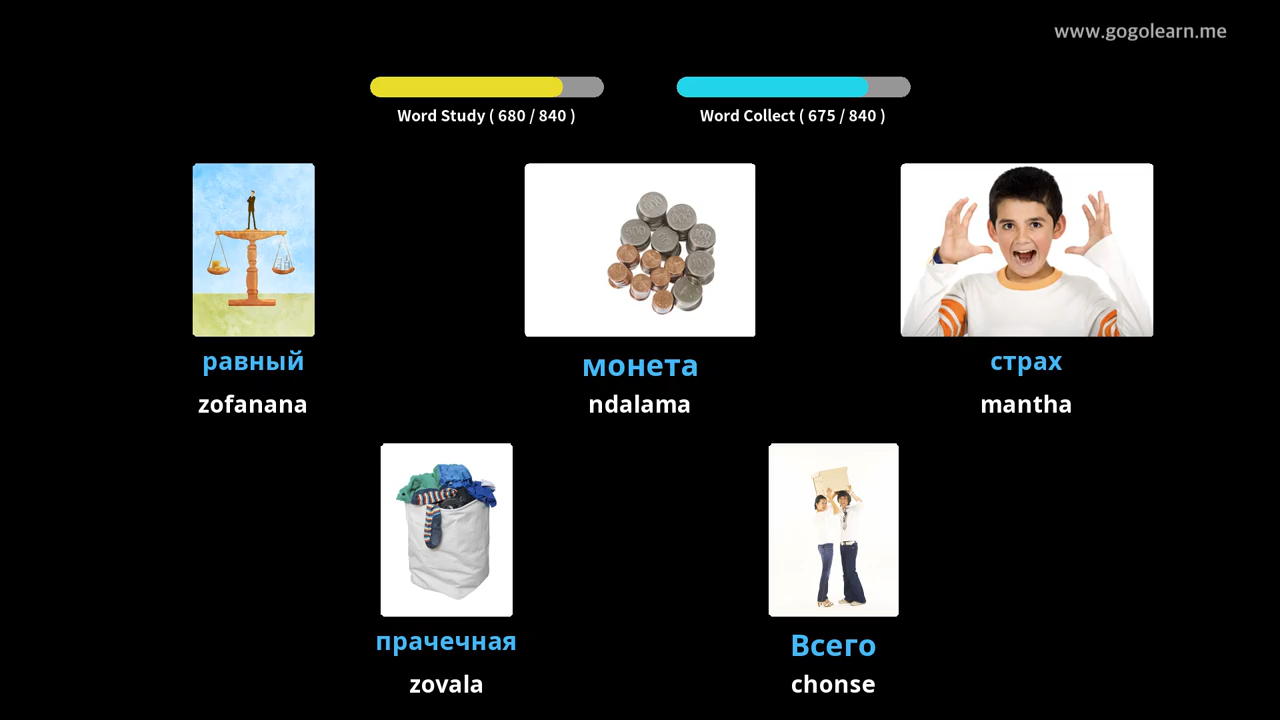 www.gogolearn.me
Word Study ( 680 / 840 )
Word Collect ( 675 / 840 )
равный
zofanana
монета
ndalama
страх
mantha
прачечная
zovala
Всего
chonse